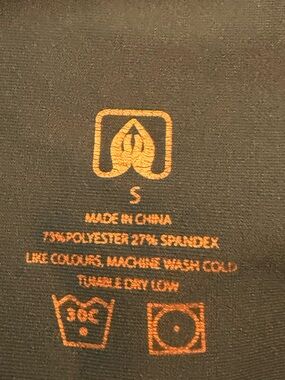 S
MADE IN CHINA
73%POLYESTER 27% SPANDEX
LIKE COLOURS, MACHINE WASH COLD
TUMBLE DRY LOW
30C